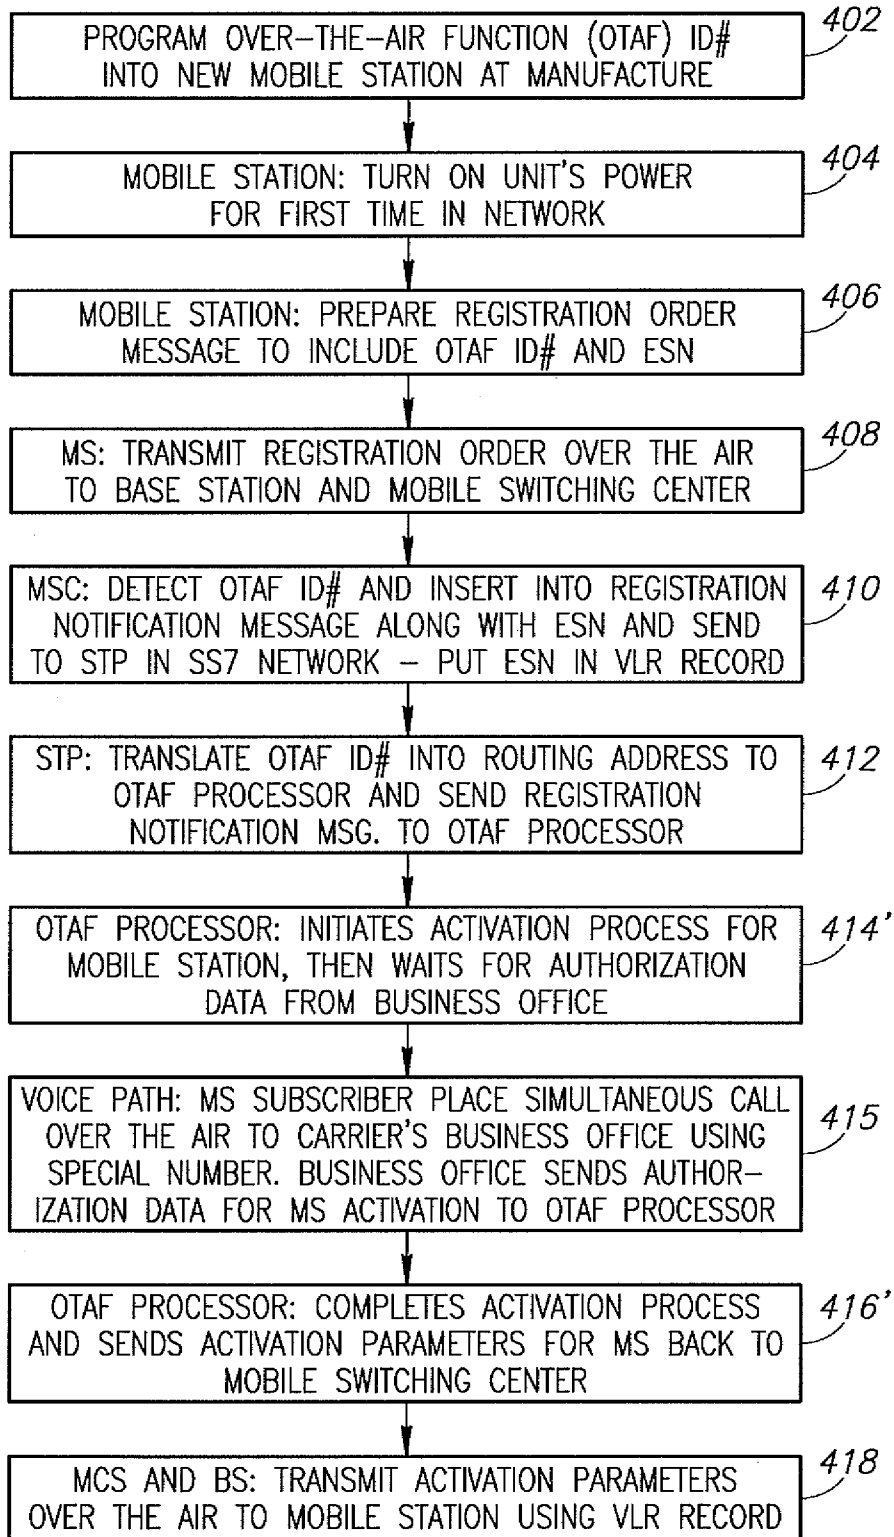 PROGRAM OVER-THE-AIR FUNCTION (OTAF) ID#
INTO NEW MOBILE STATION AT MANUFACTURE
402
MOBILE STATION: TURN ON UNIT'S POWER
FOR FIRST TIME IN NETWORK
404
MOBILE STATION: PREPARE REGISTRATION ORDER
MESSAGE TO INCLUDE OTAF ID# AND ESN
406
MS: TRANSMIT REGISTRATION ORDER OVER THE AIR
TO BASE STATION AND MOBILE SWITCHING CENTER
408
MSC: DETECT OTAF ID# AND INSERT INTO REGISTRATION
NOTIFICATION MESSAGE ALONG WITH ESN AND SEND
TO STP IN SS7 NETWORK - PUT ESN IN VLR RECORD
410
STP: TRANSLATE OTAF ID# INTO ROUTING ADDRESS TO
OTAF PROCESSOR AND SEND REGISTRATION
NOTIFICATION MSG. TO OTAF PROCESSOR
412
OTAF PROCESSOR: INITIATES ACTIVATION PROCESS FOR
MOBILE STATION, THEN WAITS FOR AUTHORIZATION
DATA FROM BUSINESS OFFICE
414'
VOICE PATH: MS SUBSCRIBER PLACE SIMULTANEOUS CALL
OVER THE AIR TO CARRIER'S BUSINESS OFFICE USING
SPECIAL NUMBER. BUSINESS OFFICE SENDS AUTHOR-
IZATION DATA FOR MS ACTIVATION TO OTAF PROCESSOR
415
OTAF PROCESSOR: COMPLETES ACTIVATION PROCESS
AND SENDS ACTIVATION PARAMETERS FOR MS BACK TO
MOBILE SWITCHING CENTER
416'
MCS AND BS: TRANSMIT ACTIVATION PARAMETERS
OVER THE AIR TO MOBILE STATION USING VLR RECORD
418